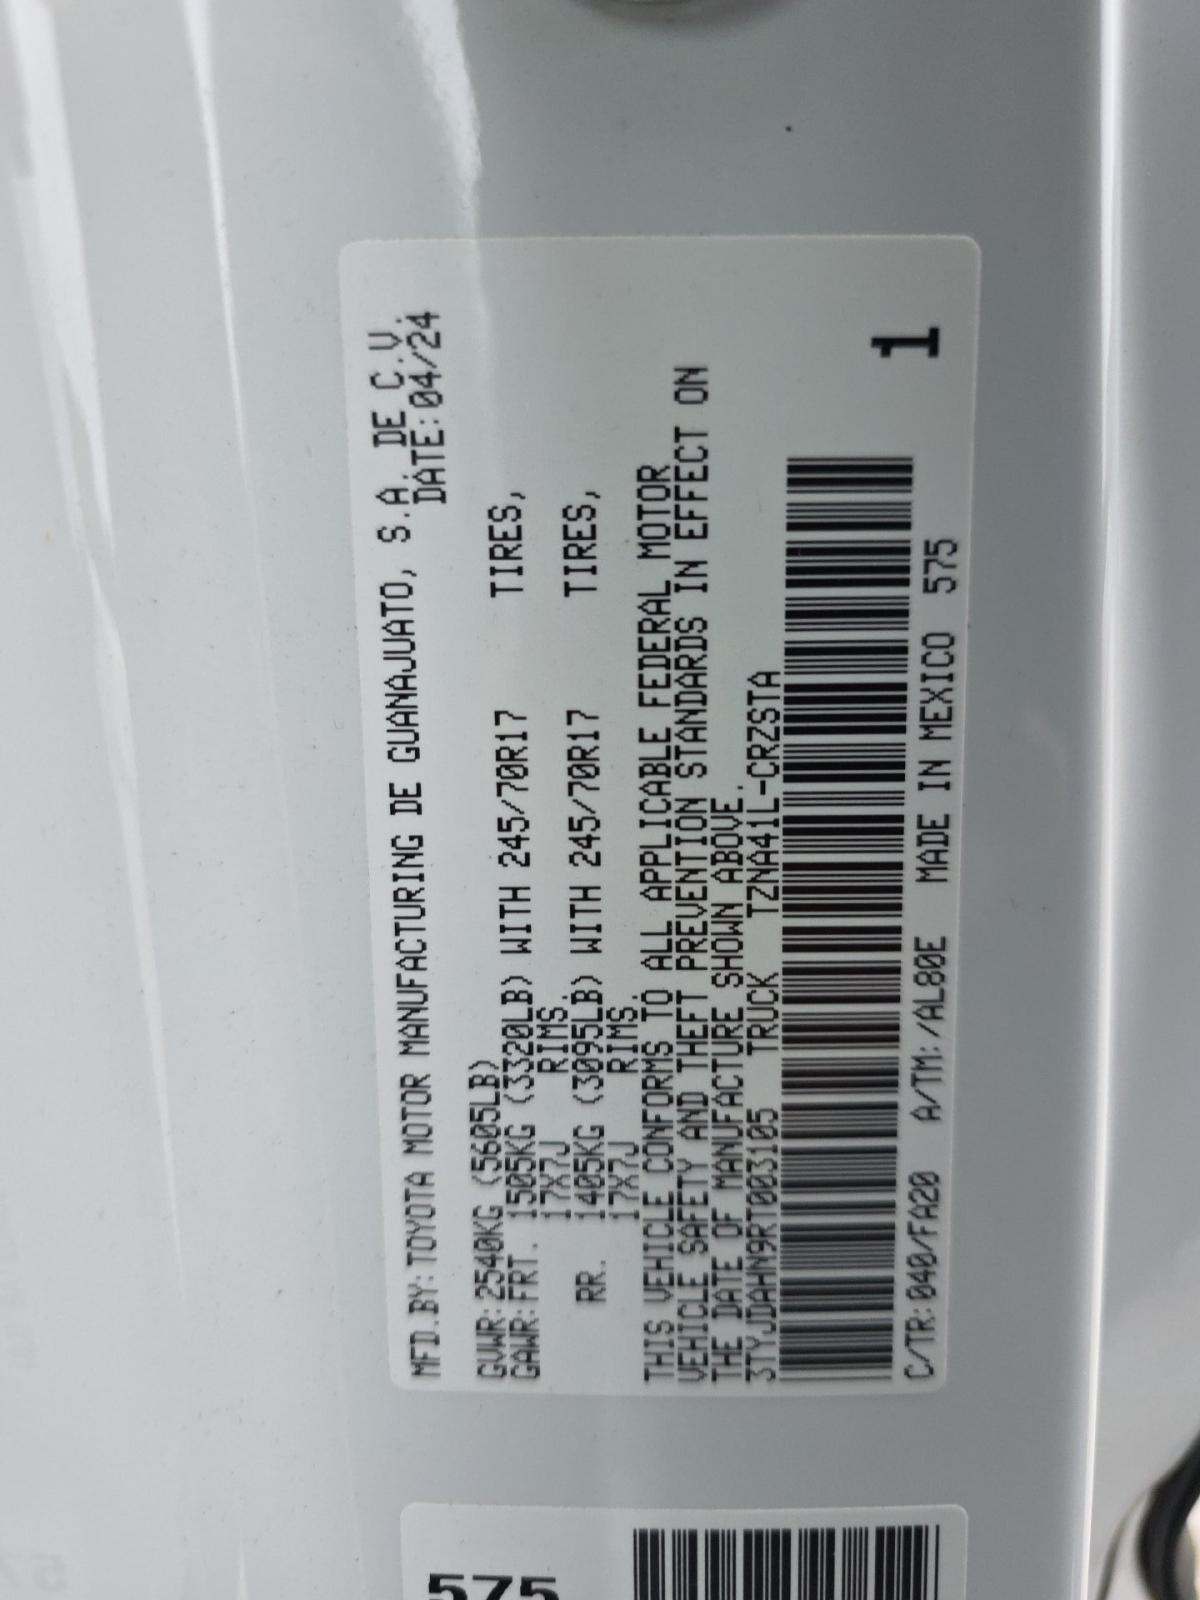 MFD.BY: TOYOTA MOTOR MANUFACTURING DE GUANAJUATO, S.A. DE C.V.
DATE: 04/24
GVWR: 2540KG (5605LB)
GAWR: FRT. 1505KG (3320LB) WITH 245/70R17 TIRES,
17X7J RIMS.
RR. 1405KG (3095LB) WITH 245/70R17 TIRES,
17X7J RIMS.
THIS VEHICLE CONFORMS TO ALL APPLICABLE FEDERAL MOTOR
VEHICLE SAFETY AND THEFT PREVENTION STANDARDS IN EFFECT ON
THE DATE OF MANUFACTURE SHOWN ABOVE.
3TYJDAHN9RT003105 TRUCK TZNA41L-CRZSTA
C/TR: 040/FA20 A/TM: /AL80E MADE IN MEXICO 575
1
575